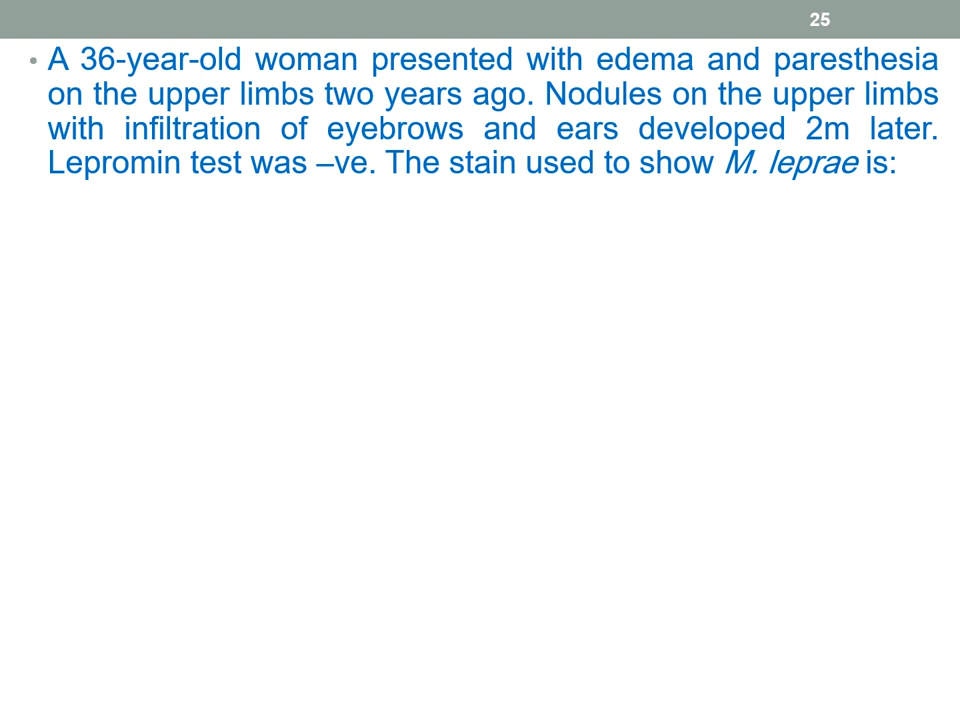 25
• A 36-year-old woman presented with edema and paresthesia
on the upper limbs two years ago. Nodules on the upper limbs
with infiltration of eyebrows and ears developed 2m later.
Lepromin test was –ve. The stain used to show M. leprae is: